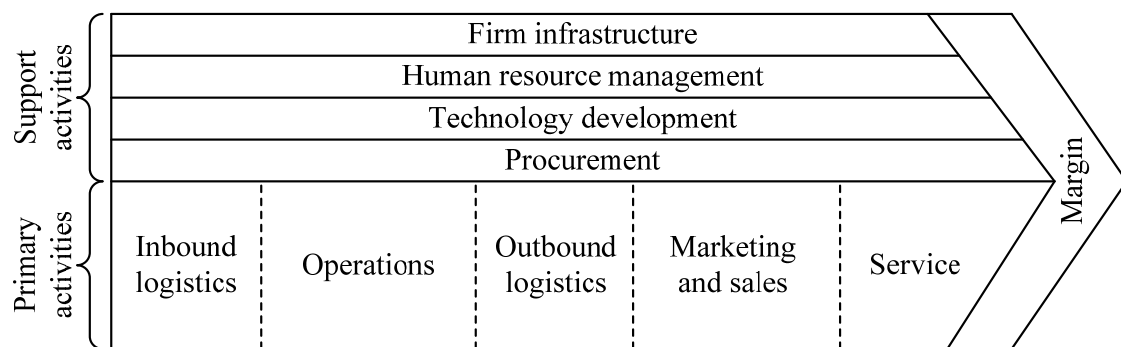 Support
activities
Firm infrastructure
Human resource management
Technology development
Procurement
Margin
Primary
activities
Inbound
logistics
Operations
Outbound
logistics
Marketing
and sales
Service